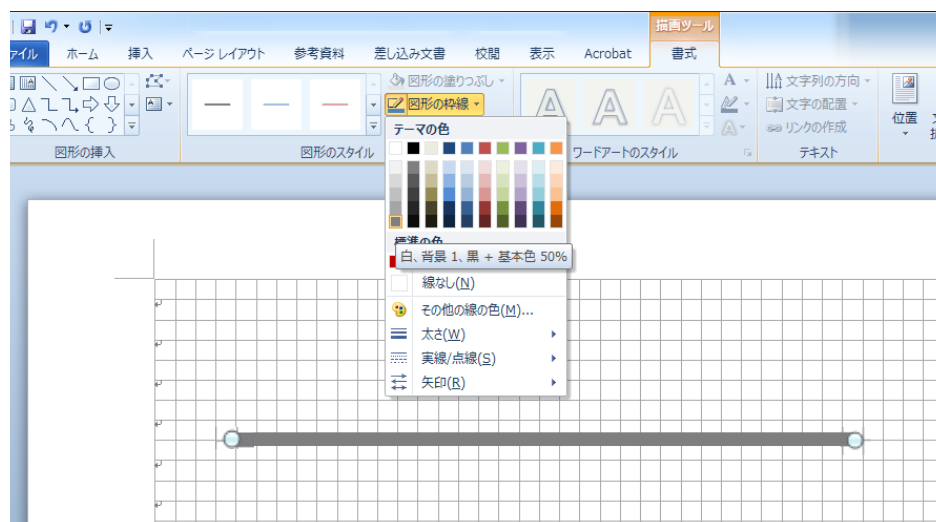 描画ツール
ァイル ホーム 挿入 ページ レイアウト 参考資料 差し込み文書 校閲 表示 Acrobat 書式
図形の塗りつぶし
図形の枠線
文字列の方向
文字の配置
リンクの作成
位置
図形の挿入 図形のスタイル ワードアートのスタイル テキスト
テーマの色
標準の色
白、背景 1、黒 + 基本色 50%
線なし(N)
その他の線の色(M)...
太さ(W)
実線/点線(S)
矢印(R)